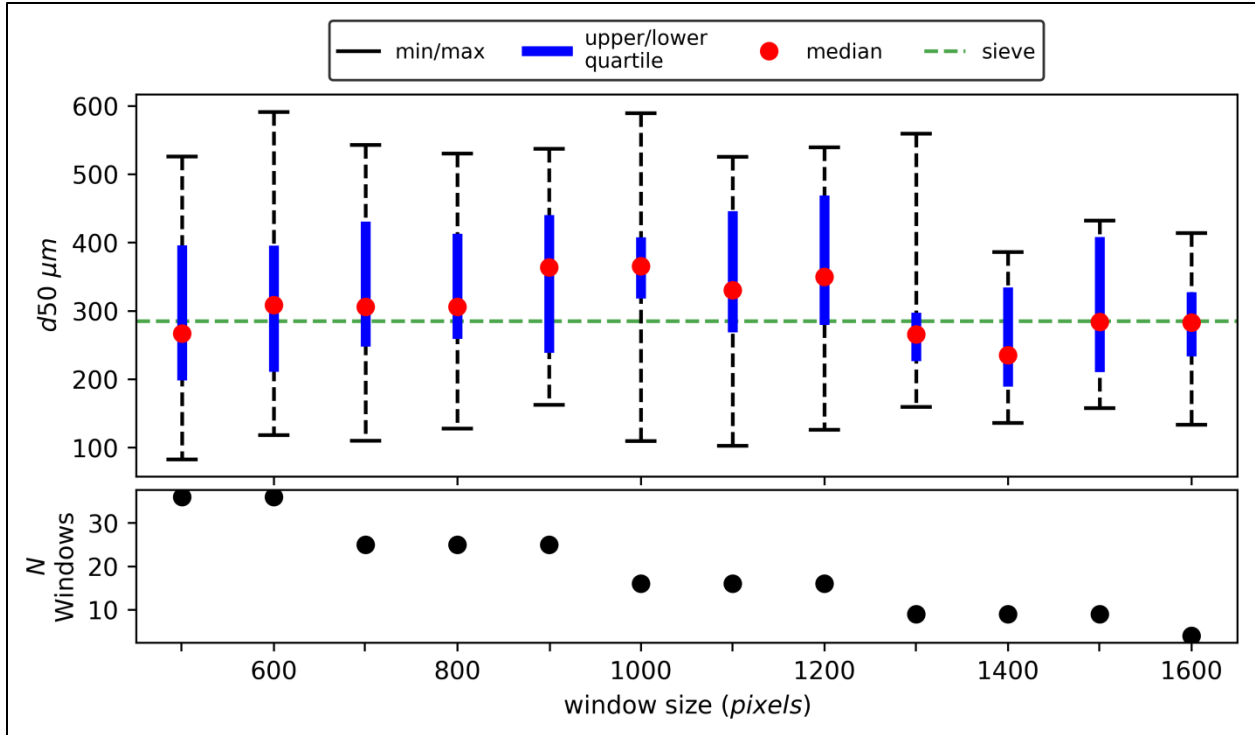 min/max
upper/lower
quartile
median
sieve
600
500
400
300
200
100
d50 μm
30
20
10
N
Windows
600 800 1000 1200 1400 1600
window size (pixels)